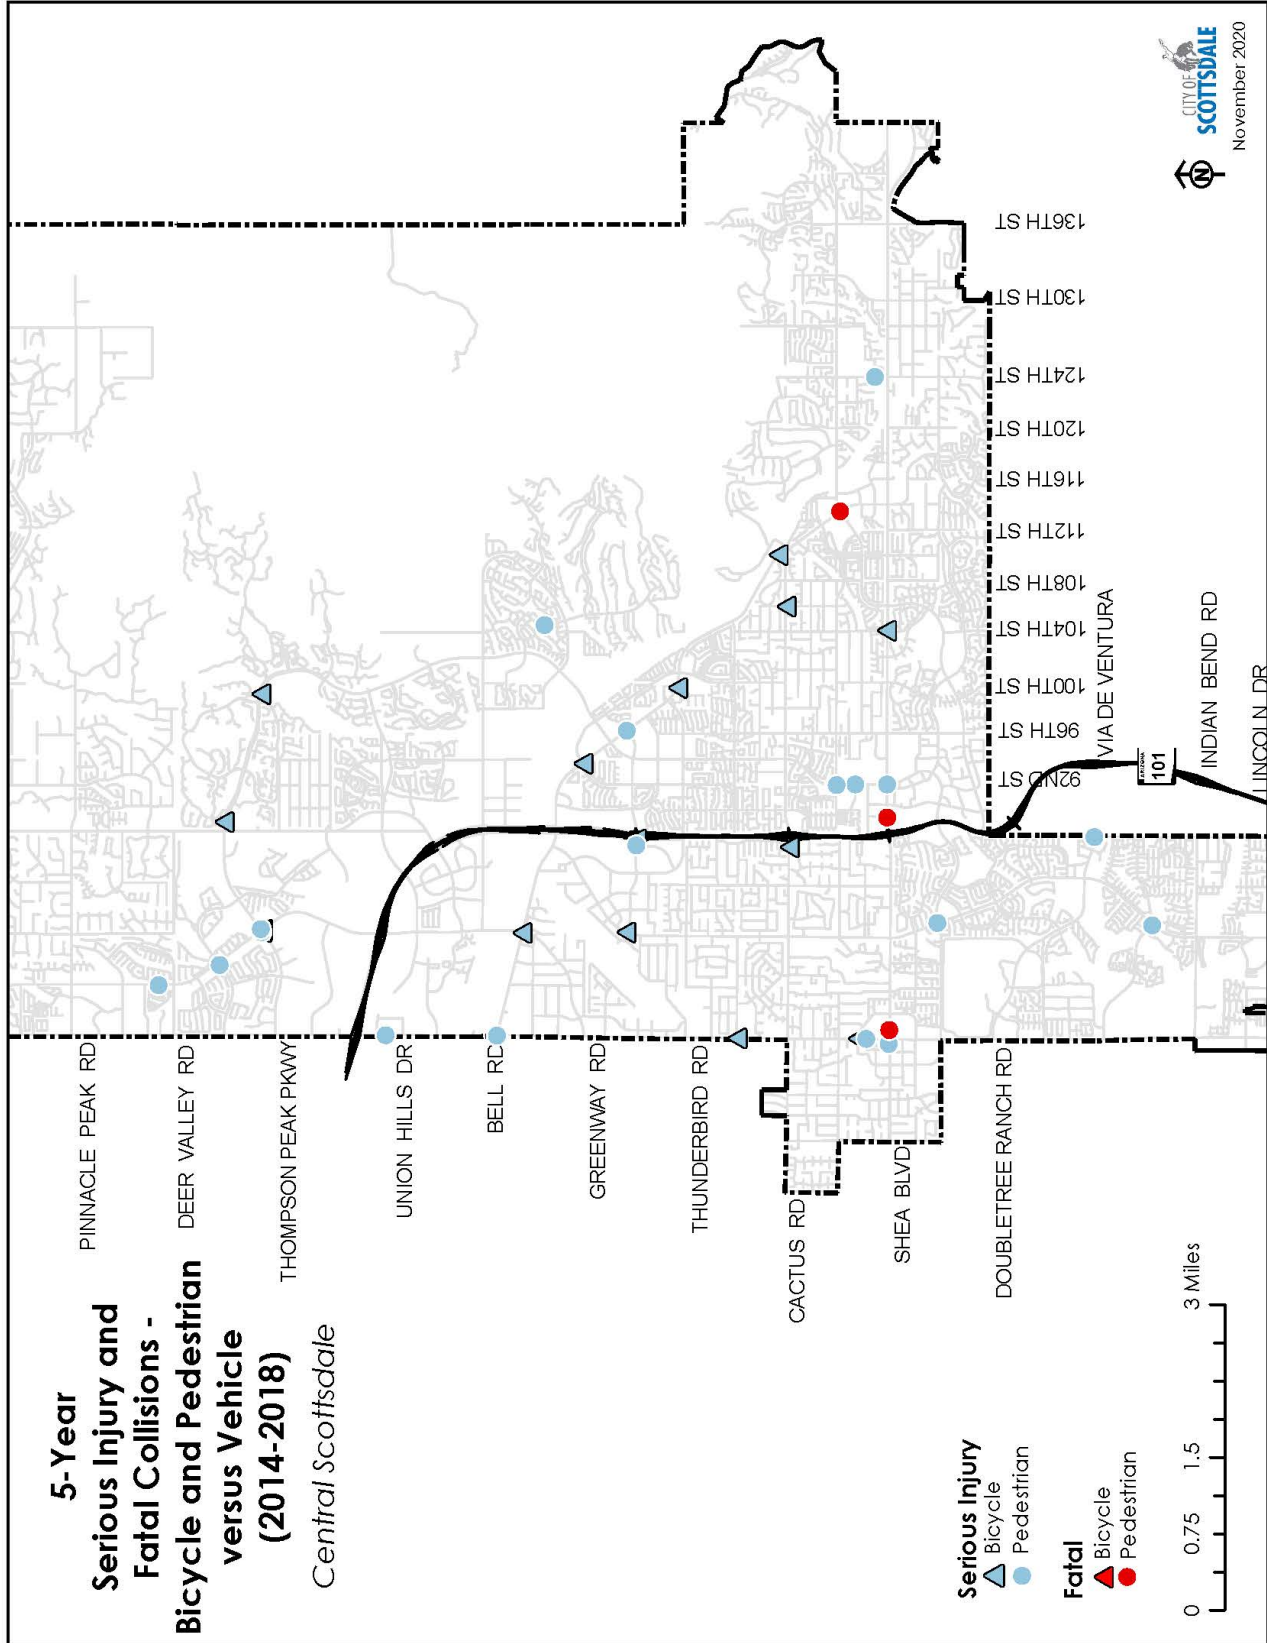 5-Year
Serious Injury and
Fatal Collisions -
Bicycle and Pedestrian
versus Vehicle
(2014-2018)
Central Scottsdale
PINNACLE PEAK RD
DEER VALLEY RD
THOMPSON PEAK PKWY
UNION HILLS DR
BELL RD
GREENWAY RD
THUNDERBIRD RD
CACTUS RD
SHEA BLVD
DOUBLETREE RANCH RD
92ND ST
96TH ST
100TH ST
104TH ST
108TH ST
112TH ST
116TH ST
120TH ST
124TH ST
130TH ST
136TH ST
VIA DE VENTURA
ARIZONA
101
INDIAN BEND RD
LINCOLN DR
Serious Injury
Bicycle
Pedestrian
Fatal
Bicycle
Pedestrian
0 0.75 1.5 3 Miles
N
CITY OF
SCOTTSDALE
November 2020